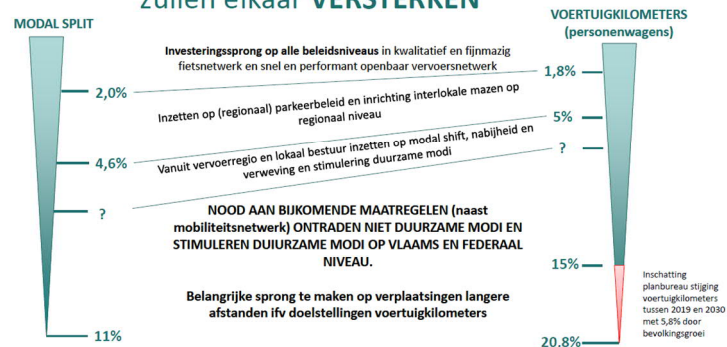 zullen elkaar VERSTERKEN
MODAL SPLIT
VOERTUIGKILOMETERS
(personenwagens)
Investeringssprong op alle beleidsniveaus in kwalitatief en fijnmazig
fietsnetwerk en snel en performant openbaar vervoersnetwerk
2,0%
1,8%
Inzetten op (regionaal) parkeerbeleid en inrichting interlokale mazen op
regionaal niveau
5%
4,6%
Vanuit vervoerregio en lokaal bestuur inzetten op modal shift, nabijheid en
verweving en stimulering duurzame modi
?
?
NOOD AAN BIJKOMENDE MAATREGELEN (naast
mobiliteitsnetwerk) ONTRADEN NIET DUURZAME MODI EN
STIMULEREN DUIURZAME MODI OP VLAAMS EN FEDERAAL
NIVEAU.
15%
Inschatting
planbureau stijging
voertuigkilometers
tussen 2019 en 2030
met 5,8% door
bevolkingsgroei
Belangrijke sprong te maken op verplaatsingen langere
afstanden ifv doelstellingen voertuigkilometers
11%
20.8%